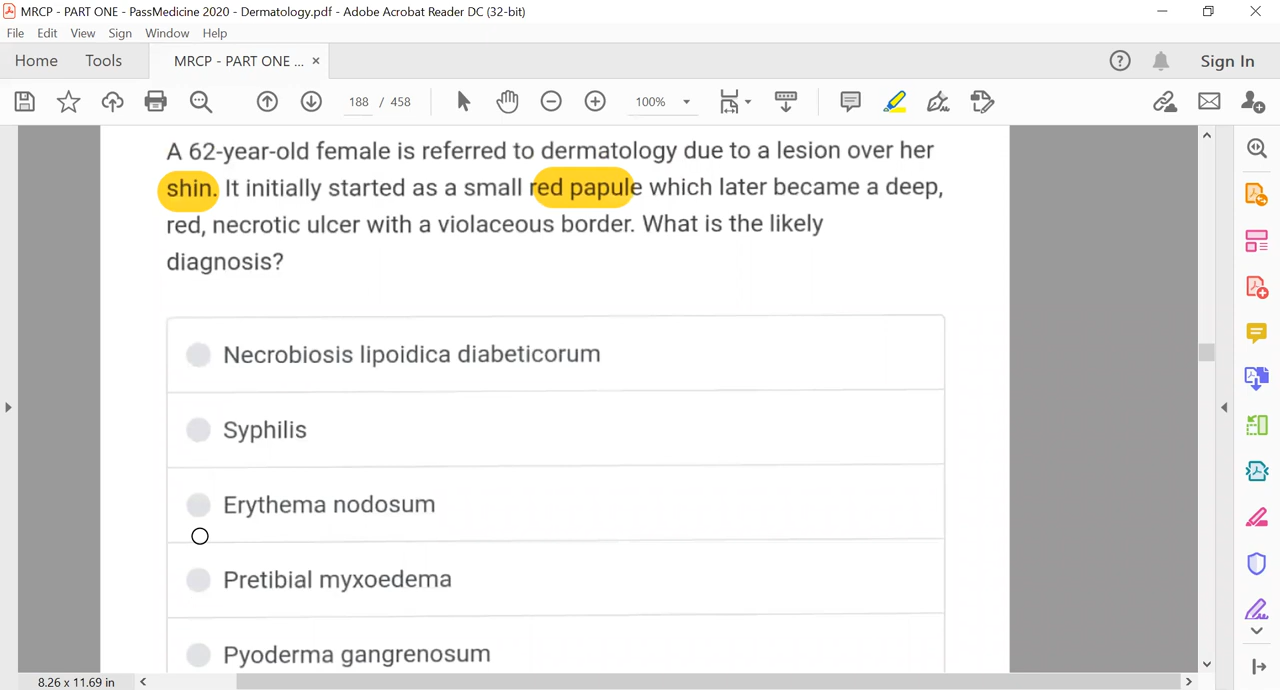 MRCP - PART ONE - PassMedicine 2020 - Dermatology.pdf - Adobe Acrobat Reader DC (32-bit)
File Edit View Sign Window Help
Home Tools MRCP - PART ONE ... × Sign In
188 / 458 100%
A 62-year-old female is referred to dermatology due to a lesion over her
shin. It initially started as a small red papule which later became a deep,
red, necrotic ulcer with a violaceous border. What is the likely
diagnosis?
Necrobiosis lipoidica diabeticorum
Syphilis
Erythema nodosum
Pretibial myxoedema
Pyoderma gangrenosum
8.26 x 11.69 in